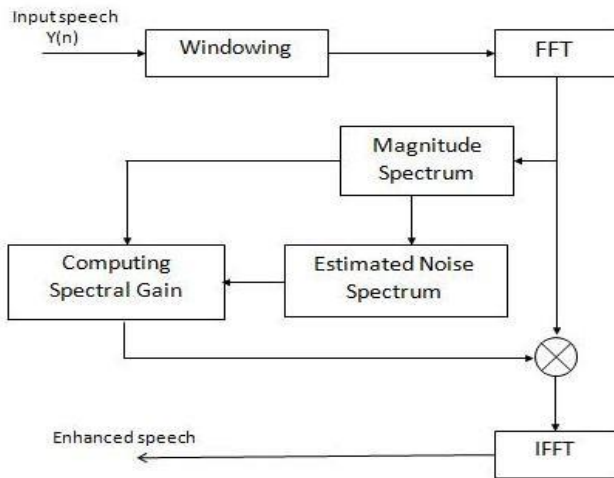 Input speech
Y(n)
Windowing
FFT
Magnitude
Spectrum
Computing
Spectral Gain
Estimated Noise
Spectrum
Enhanced speech
IFFT